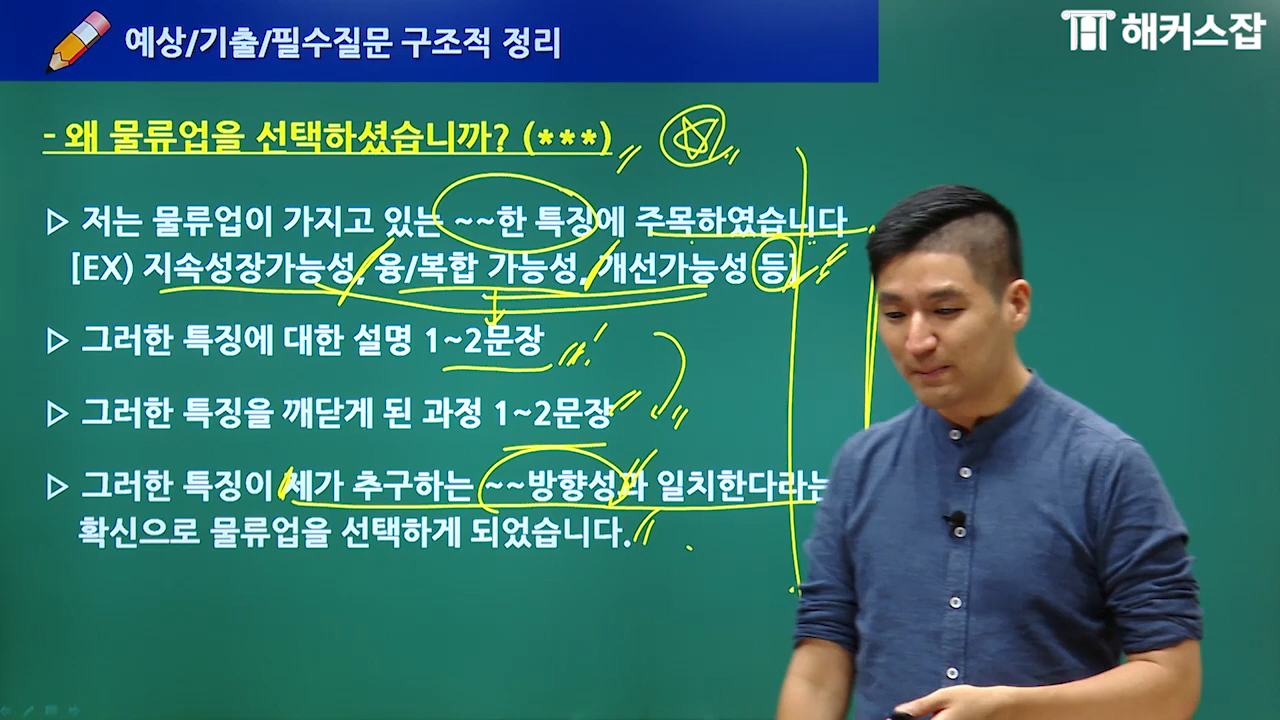 예상/기출/필수질문 구조적 정리
해커스잡
- 왜 물류업을 선택하셨습니까? (***)
▷ 저는 물류업이 가지고 있는 ~~한 특징에 주목하였습니다
[EX) 지속성장가능성, 융/복합 가능성, 개선가능성 등]
▷ 그러한 특징에 대한 설명 1~2문장
▷ 그러한 특징을 깨닫게 된 과정 1~2문장
▷ 그러한 특징이 제가 추구하는 ~~방향성과 일치한다라는
확신으로 물류업을 선택하게 되었습니다.